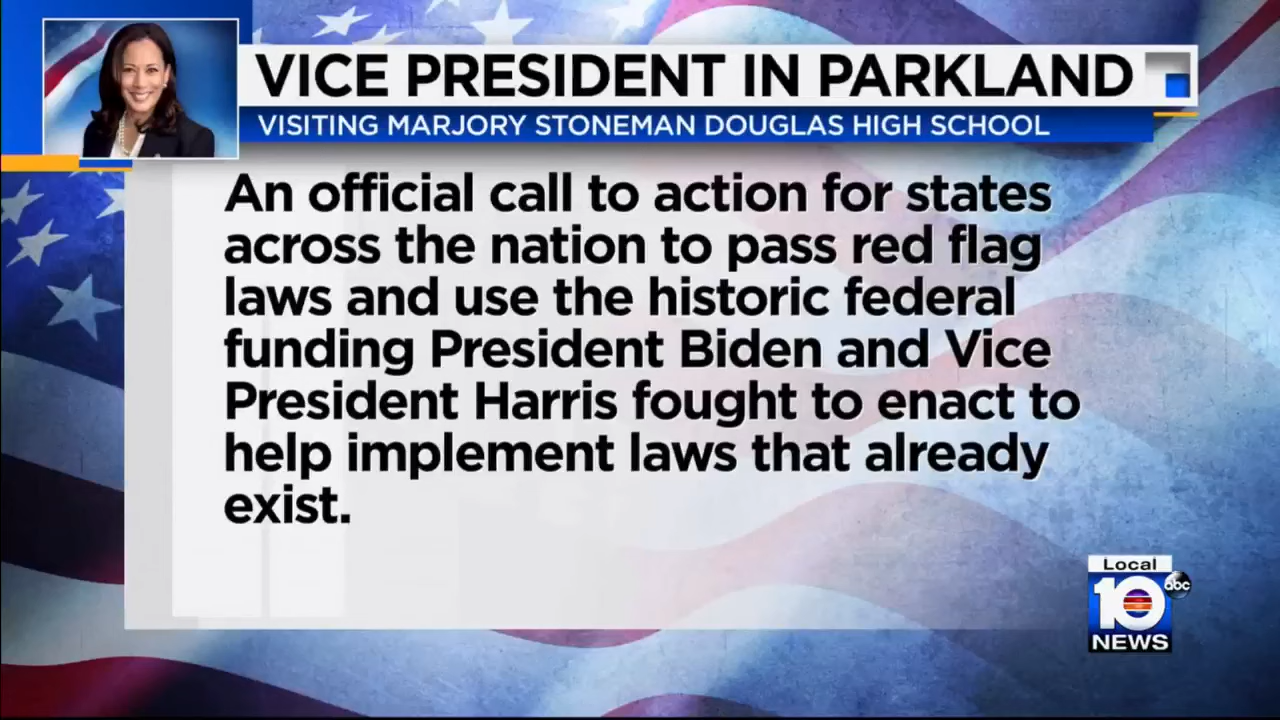 VICE PRESIDENT IN PARKLAND
VISITING MARJORY STONEMAN DOUGLAS HIGH SCHOOL
An official call to action for states
across the nation to pass red flag
laws and use the historic federal
funding President Biden and Vice
President Harris fought to enact to
help implement laws that already
exist.
Local
10 abc
NEWS